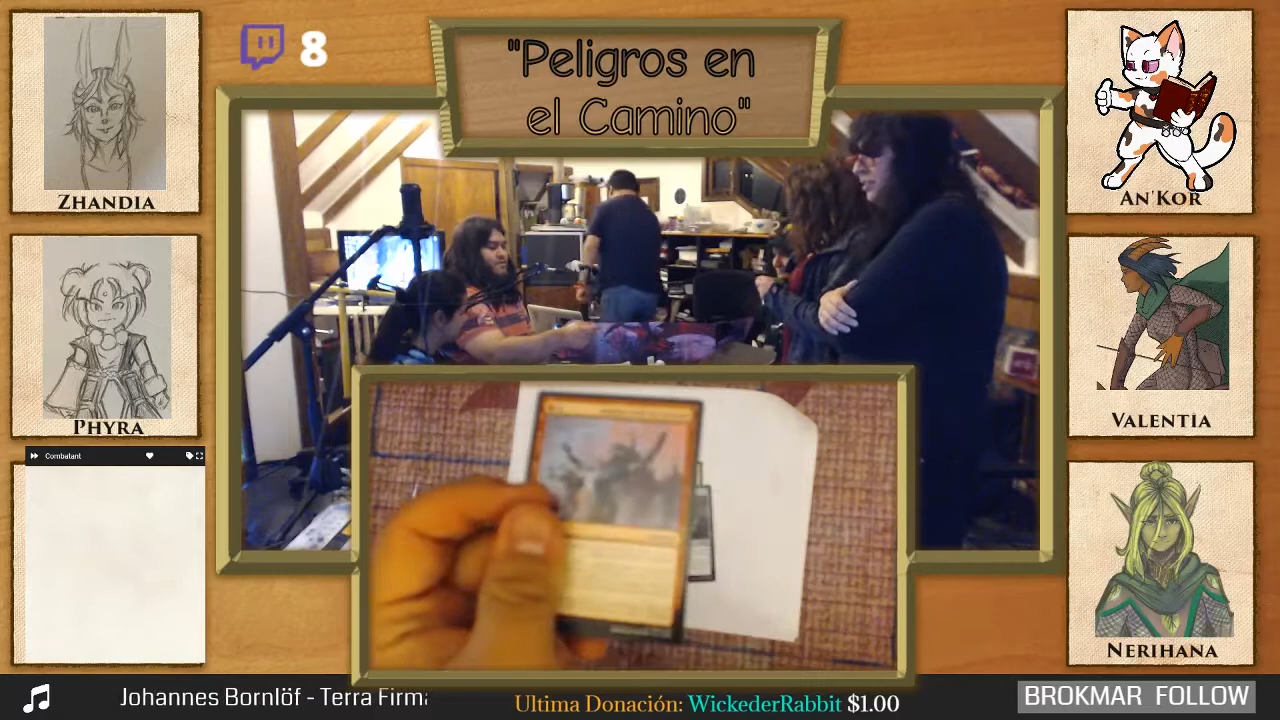 8
"Peligros en
el Camino"
ZHANDIA
PHYRA
Combatant
AN'KOR
VALENTIA
NERIHANA
Johannes Bornlöf - Terra Firma
Ultima Donación: WickederRabbit $1.00
BROKMAR FOLLOW